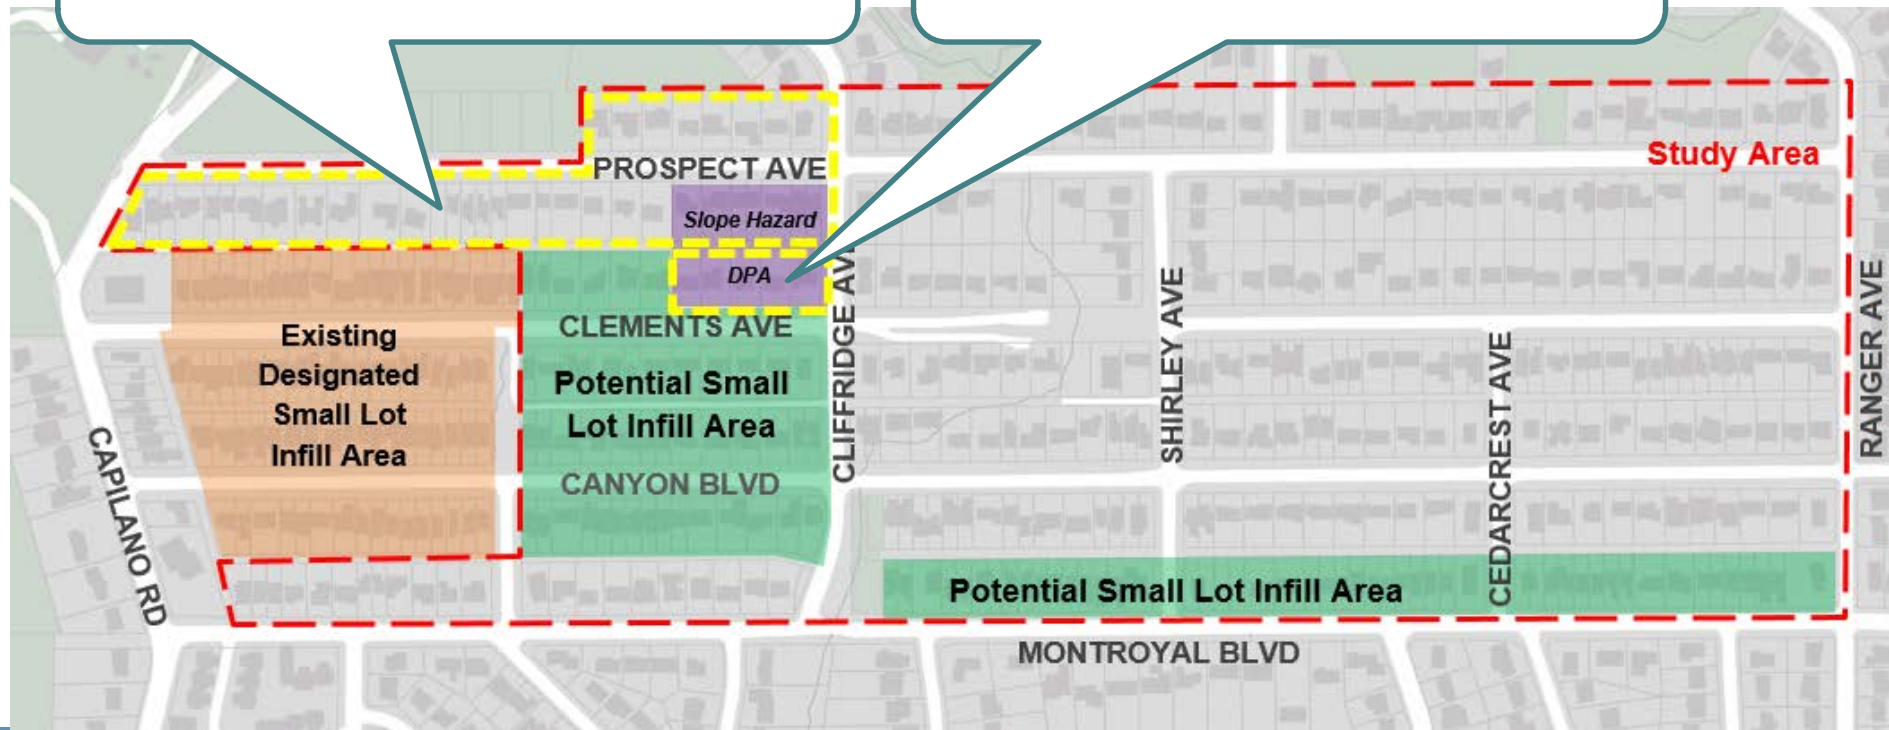 PROSPECT AVE
Study Area
Slope Hazard
DPA
Existing
Designated
Small Lot
Infill Area
CLEMENTS AVE
Potential Small
Lot Infill Area
CANYON BLVD
CLIFFRIDGE AVE
SHIRLEY AVE
CEDARCREST AVE
RANGER AVE
CAPILANO RD
Potential Small Lot Infill Area
MONTROYAL BLVD